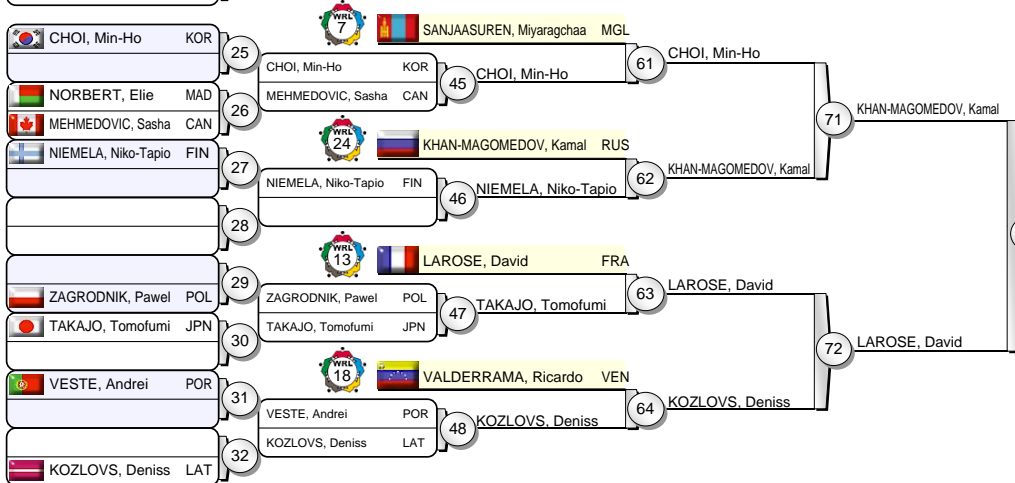 WRL
7
SANJAASUREN, Miyaragchaa MGL
CHOI, Min-Ho KOR
25
CHOI, Min-Ho KOR
MEHMEDOVIC, Sasha CAN
45
CHOI, Min-Ho
61
CHOI, Min-Ho
NORBERT, Elie MAD
MEHMEDOVIC, Sasha CAN
26
71
KHAN-MAGOMEDOV, Kamal
WRL
24
KHAN-MAGOMEDOV, Kamal RUS
NIEMELA, Niko-Tapio FIN
27
NIEMELA, Niko-Tapio FIN
46
NIEMELA, Niko-Tapio
62
KHAN-MAGOMEDOV, Kamal
28
WRL
13
LAROSE, David FRA
29
ZAGRODNIK, Pawel POL
ZAGRODNIK, Pawel POL
TAKAJO, Tomofumi JPN
47
TAKAJO, Tomofumi
63
LAROSE, David
TAKAJO, Tomofumi JPN
30
72
LAROSE, David
WRL
18
VALDERRAMA, Ricardo VEN
VESTE, Andrei POR
31
VESTE, Andrei POR
KOZLOVS, Deniss LAT
48
KOZLOVS, Deniss
64
KOZLOVS, Deniss
32
KOZLOVS, Deniss LAT